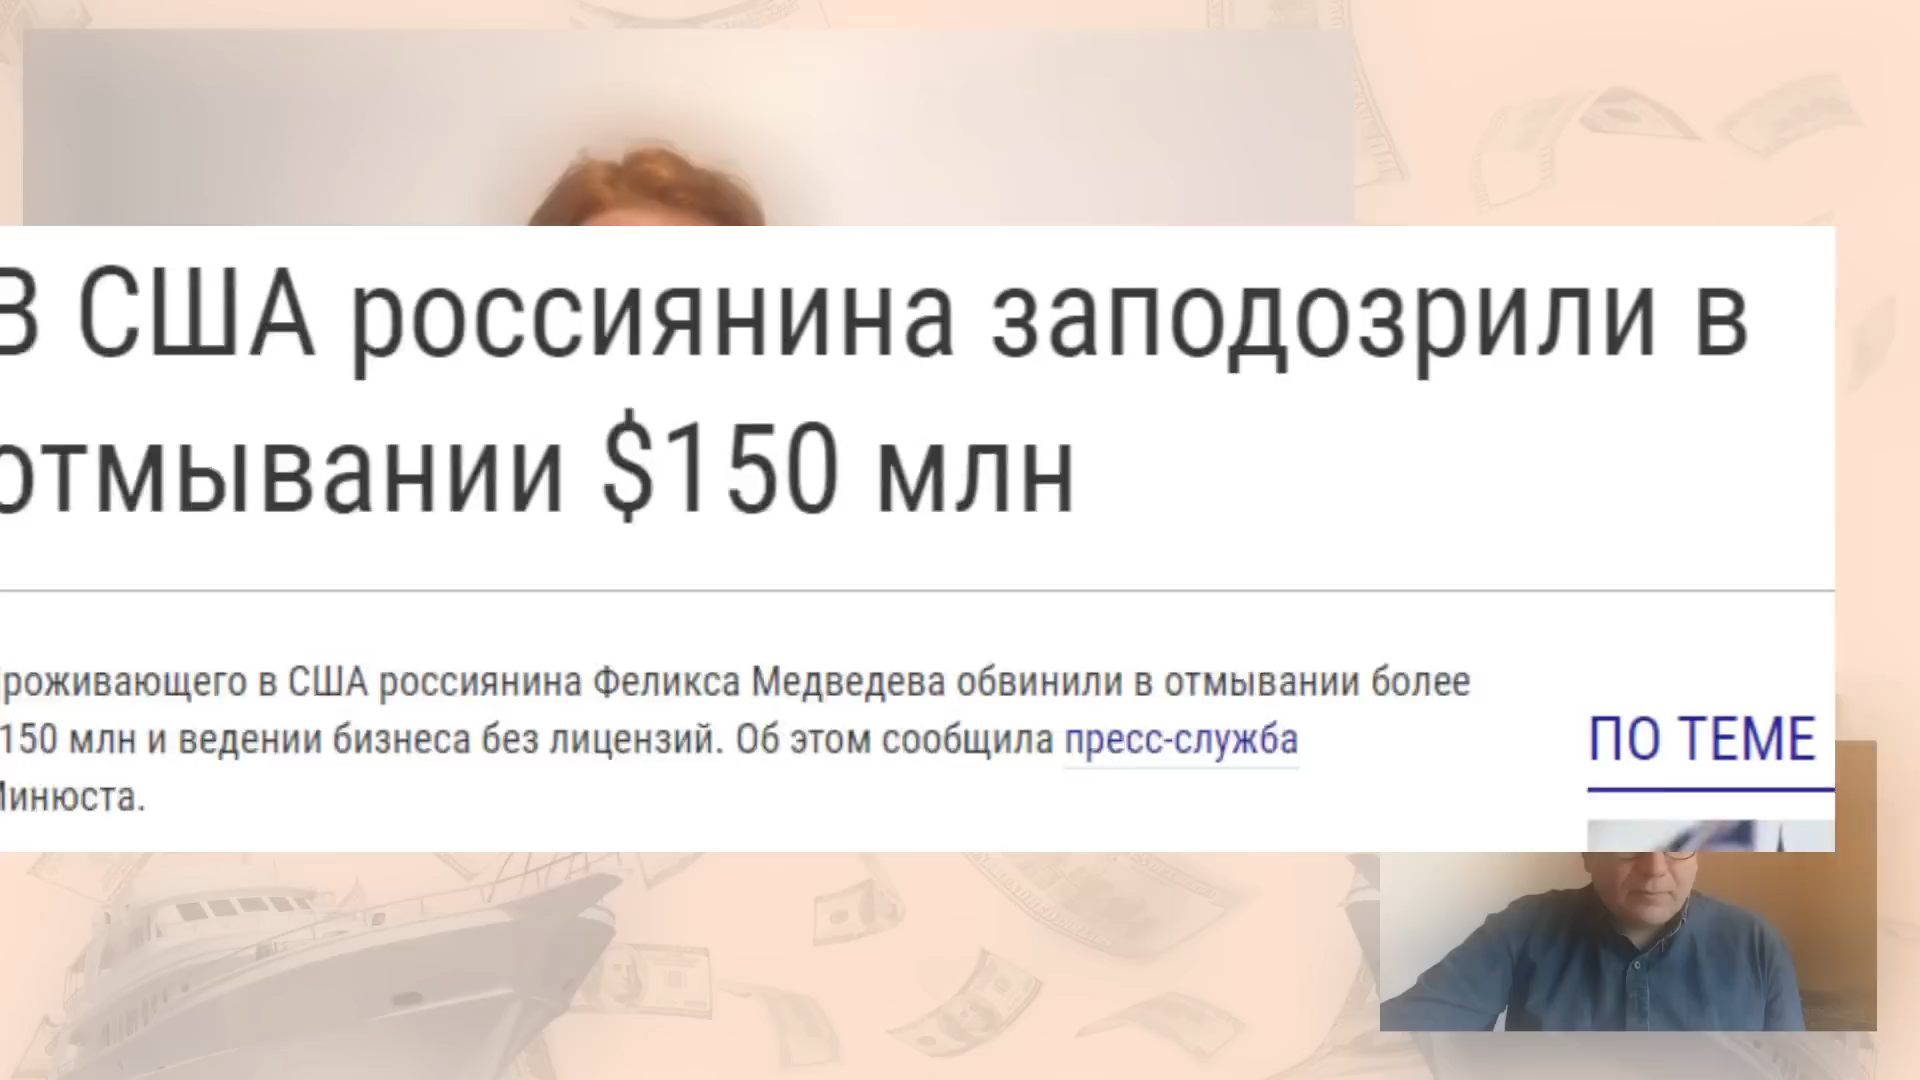 В США россиянина заподозрили в
отмывании $150 млн
роживающего в США россиянина Феликса Медведева обвинили в отмывании более
150 млн и ведении бизнеса без лицензий. Об этом сообщила пресс-служба
Минюста.
ПО ТЕМЕ